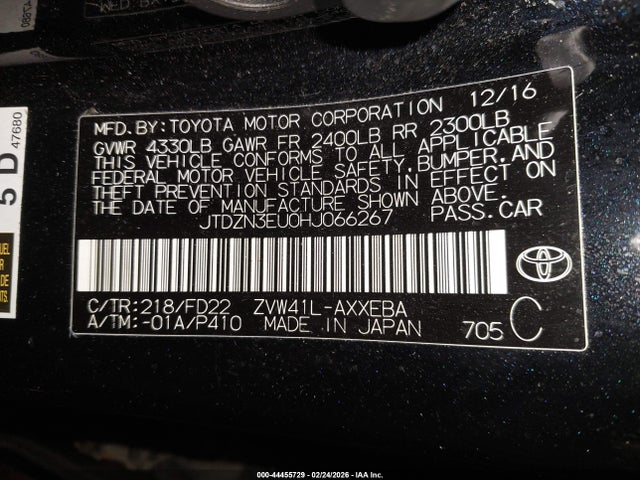 MFD.BY:TOYOTA MOTOR CORPORATION 12/16
GVWR 4330LB GAWR FR 2400LB RR 2300LB
THIS VEHICLE CONFORMS TO ALL APPLICABLE
FEDERAL MOTOR VEHICLE SAFETY,BUMPER,AND
THEFT PREVENTION STANDARDS IN EFFECT ON
THE DATE OF MANUFACTURE SHOWN ABOVE.
JTDZN3EU0HJ066267 PASS.CAR
C/TR:218/FD22 ZVW41L-AXXEBA
A/TM:-01A/P410 MADE IN JAPAN 705 C
TOYOTA
5 D 47680
000-44455729 - 02/24/2026 - IAA Inc.